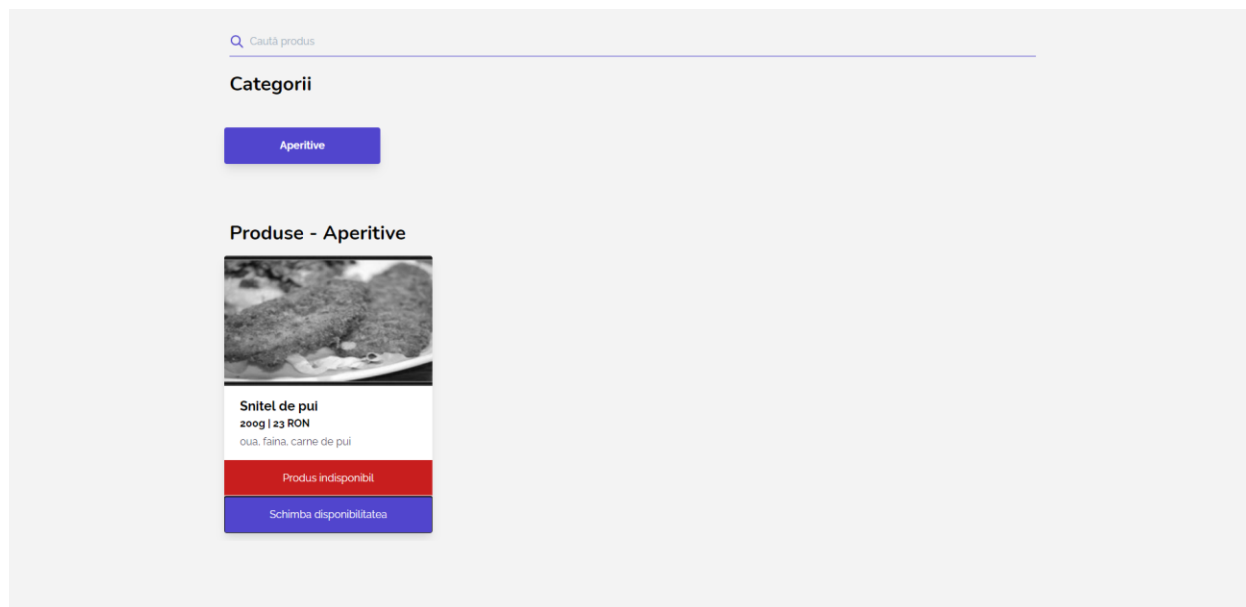 Caută produs
Categorii
Aperitive
Produse - Aperitive
Snitel de pui
200g | 23 RON
oua, faina, carne de pui
Produs indisponibil
Schimba disponibilitatea